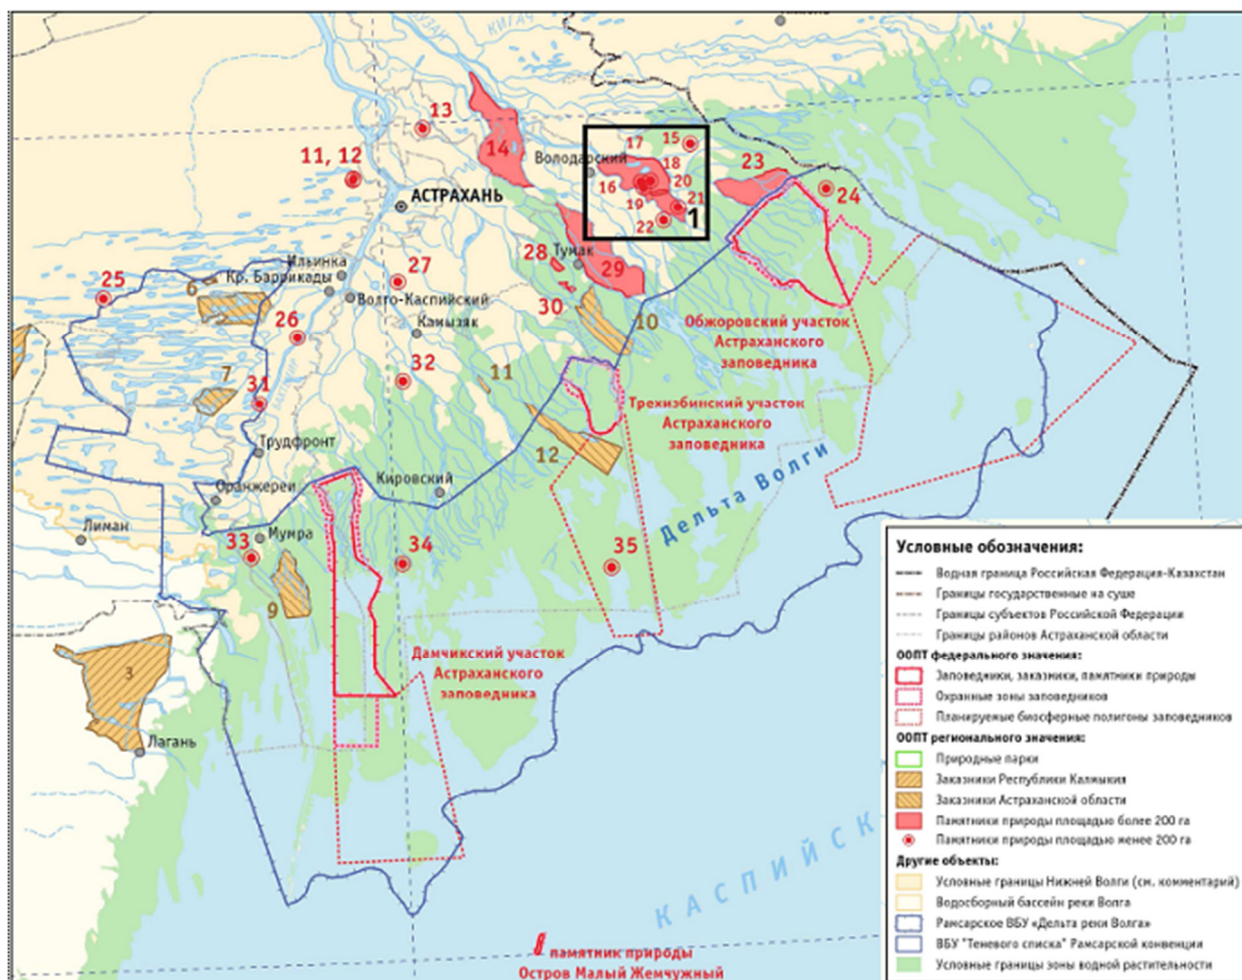 КИГАЧ
13
14
11, 12
АСТРАХАНЬ
Володарский
17
15
18
16
20
19
21
22
1
23
24
25
Ильинка
6
Кр. Баррикады
27
Волго-Каспийский
26
Камызяк
28
Тумак
29
30
10
Обжоровский участок
Астраханского
заповедника
7
31
32
11
Трехизбинский участок
Астраханского
заповедника
Трудфронт
12
Оранжереи
Кировский
Дельта Волги
Лиман
33
Мумра
34
35
9
3
Дамчикский участок
Астраханского
заповедника
Лагань
КАСПИЙСК
памятник природы
Остров Малый Жемчужный
Условные обозначения:
Водная граница Российская Федерация-Казахстан
Границы государственные на суше
Границы субъектов Российской Федерации
Границы районов Астраханской области
ООПТ федерального значения:
Заповедники, заказники, памятники природы
Охранные зоны заповедников
Планируемые биосферные полигоны заповедников
ООПТ регионального значения:
Природные парки
Заказники Республики Калмыкия
Заказники Астраханской области
Памятники природы площадью более 200 га
Памятники природы площадью менее 200 га
Другие объекты:
Условные границы Нижней Волги (см. комментарий)
Водосборный бассейн реки Волга
Рамсарское ВБУ «Дельта реки Волга»
ВБУ "Теневого списка" Рамсарской конвенции
Условные границы зоны водной растительности